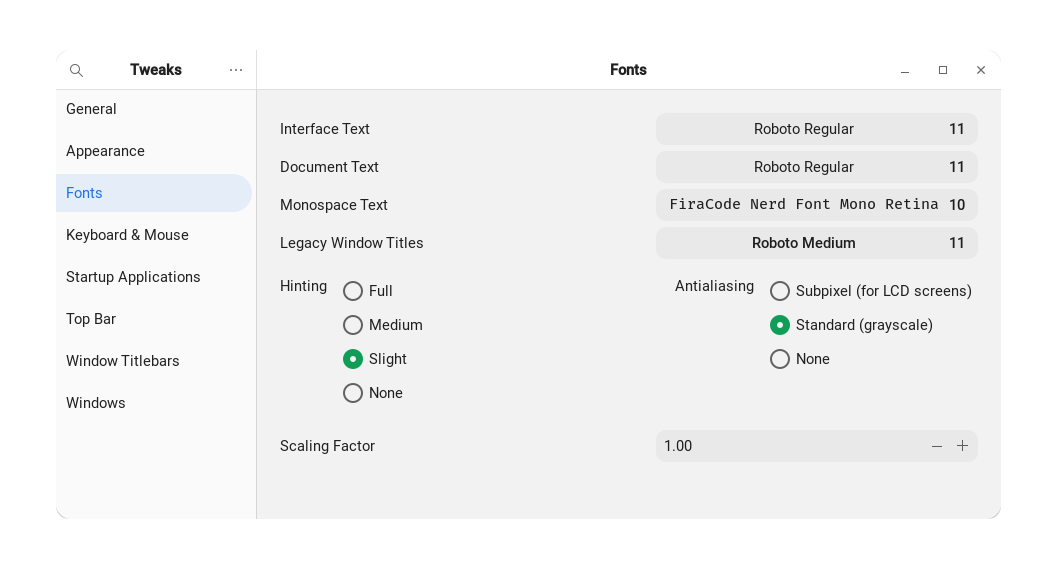 Tweaks
Fonts
General
Appearance
Fonts
Keyboard & Mouse
Startup Applications
Top Bar
Window Titlebars
Windows
Interface Text Roboto Regular 11
Document Text Roboto Regular 11
Monospace Text FiraCode Nerd Font Mono Retina 10
Legacy Window Titles Roboto Medium 11
Hinting
Full
Medium
Slight
None
Antialiasing
Subpixel (for LCD screens)
Standard (grayscale)
None
Scaling Factor 1.00